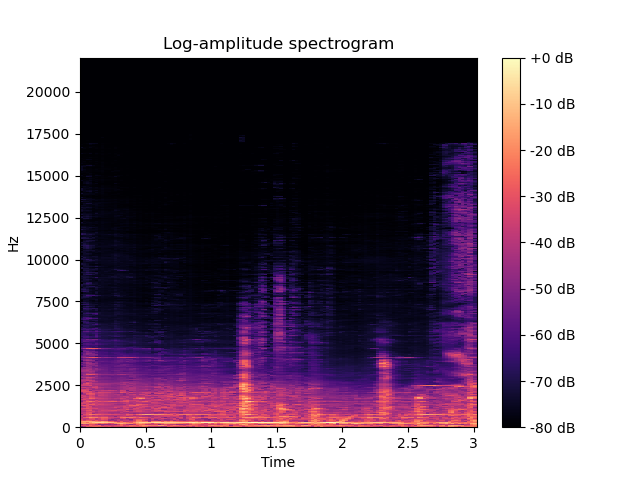 Log-amplitude spectrogram
Hz
20000
17500
15000
12500
10000
7500
5000
2500
0
0
0.5
1
1.5
2
2.5
3
Time
+0 dB
-10 dB
-20 dB
-30 dB
-40 dB
-50 dB
-60 dB
-70 dB
-80 dB